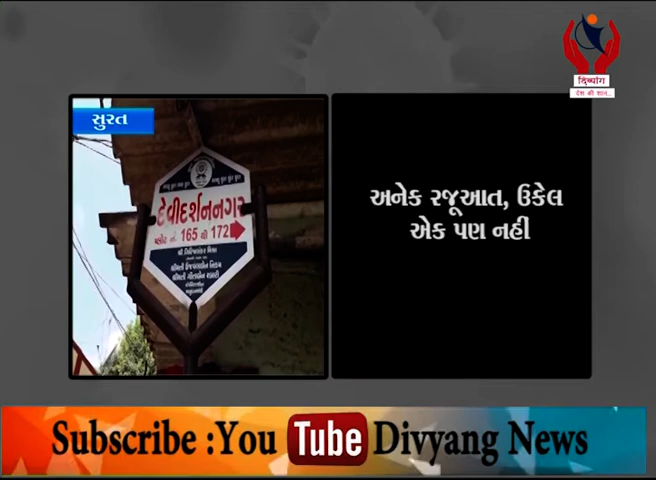 दिव्यांग
देश की शान..
સુરત
દેવીદર્શનનગર
પ્લોટ નં. 165 થી 172
અનેક રજૂઆત, ઉકેલ
એક પણ નહી
Subscribe :You Tube Divyang News